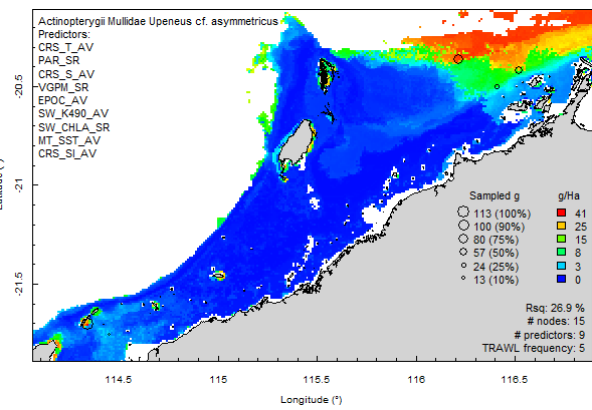 Actinopterygii Mullidae Upeneus cf. asymmetricus
Predictors:
CRS_T_AV
PAR_SR
CRS_S_AV
VGPM_SR
EPOC_AV
SW_K490_AV
SW_CHLA_SR
MT_SST_AV
CRS_SI_AV
-20.5
-21
-21.5
Latitude (°)
Sampled g
113 (100%)
100 (90%)
80 (75%)
57 (50%)
24 (25%)
13 (10%)
g/Ha
41
25
15
8
3
0
Rsq: 26.9 %
# nodes: 15
# predictors: 9
TRAWL frequency: 5
114.5 115 115.5 116 116.5
Longitude (°)